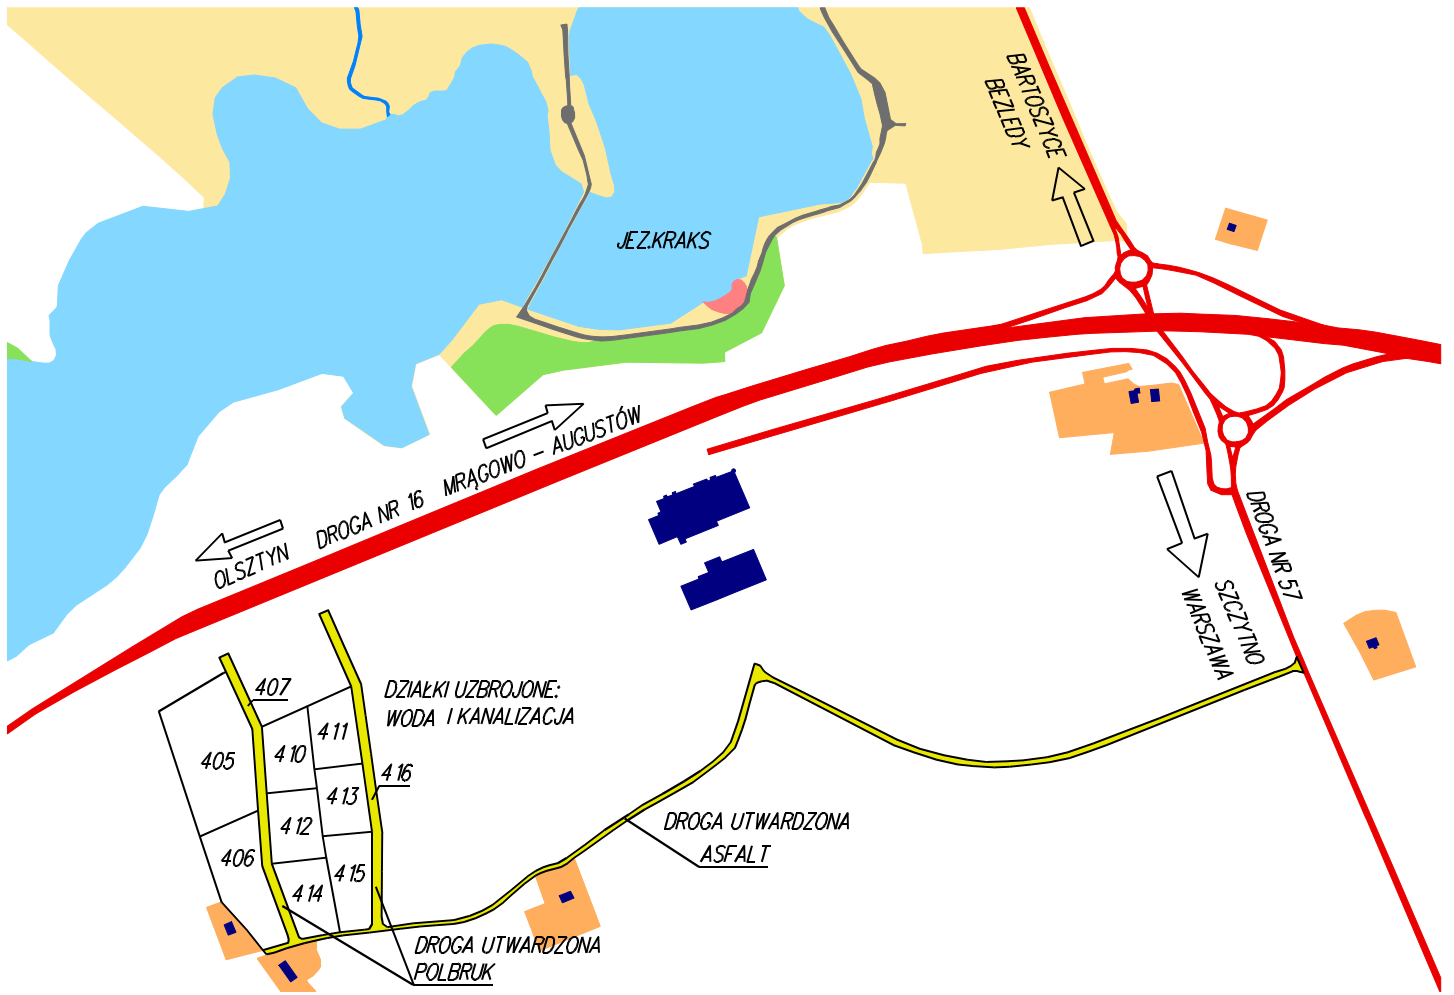 BARTOSZYCE
BEZLEDY
JEZ.KRAKS
DROGA NR 16 MRĄGOWO - AUGUSTÓW
OLSZTYN
DROGA NR 57
SZCZYTNO
WARSZAWA
407
DZIAŁKI UZBROJONE:
WODA I KANALIZACJA
405
410
411
416
413
412
406
415
414
DROGA UTWARDZONA
ASFALT
DROGA UTWARDZONA
POLBRUK